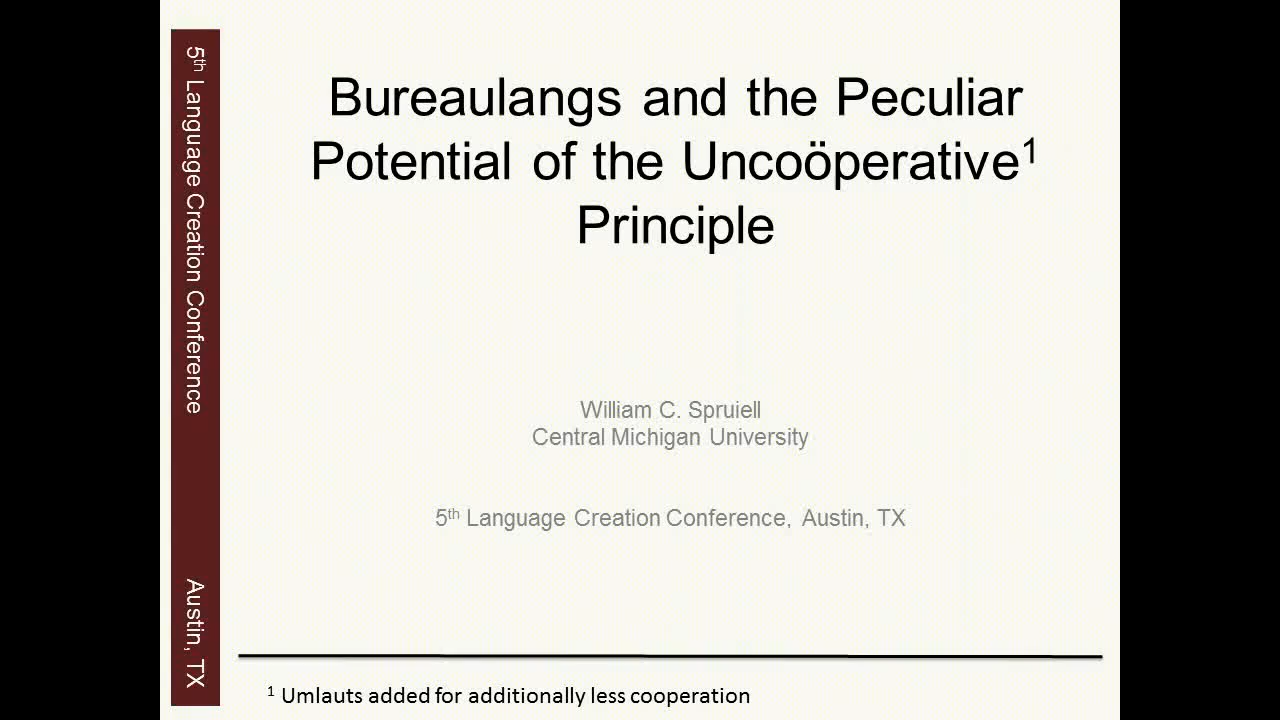 5th Language Creation Conference
Austin, TX
Bureaulangs and the Peculiar
Potential of the Uncoöperative1
Principle
William C. Spruiell
Central Michigan University
5th Language Creation Conference, Austin, TX
1 Umlauts added for additionally less cooperation